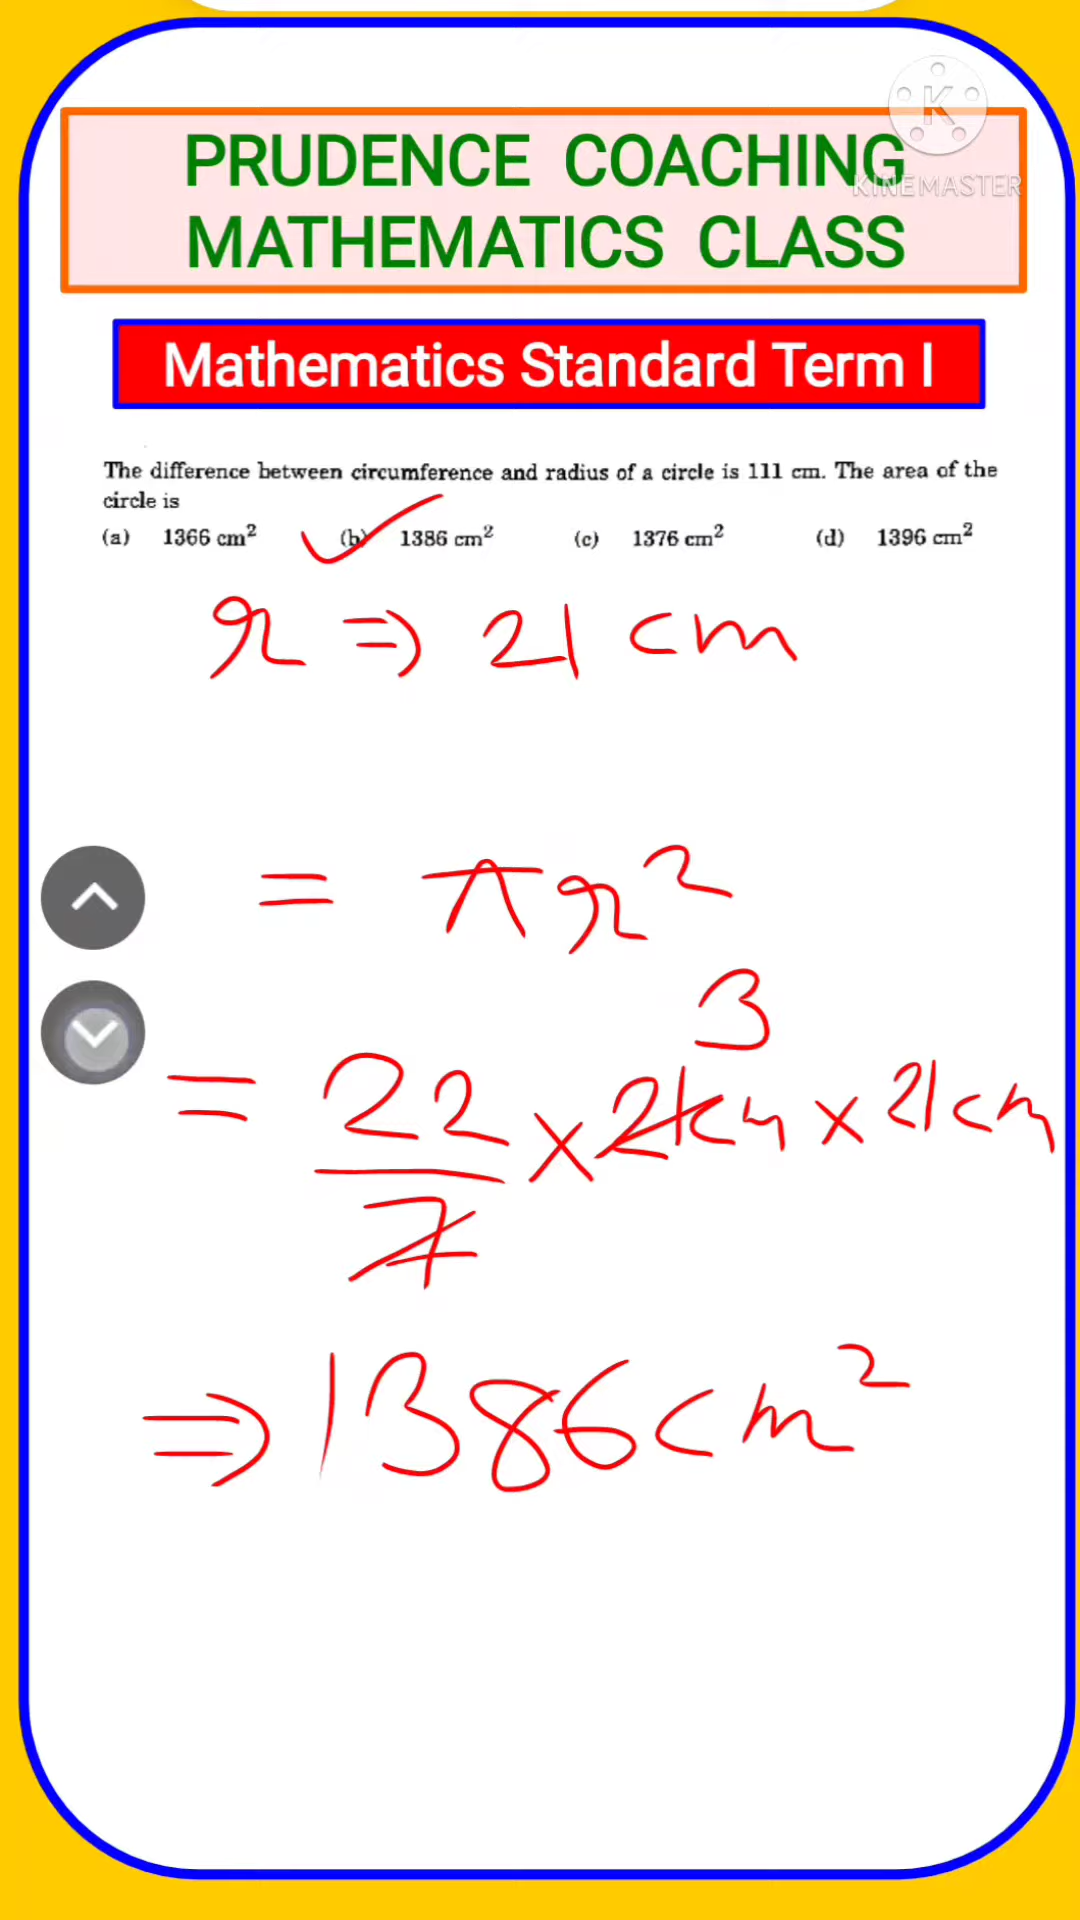 K
KINEMASTER
PRUDENCE COACHING
MATHEMATICS CLASS
Mathematics Standard Term I
The difference between circumference and radius of a circle is 111 cm. The area of the
circle is
(a) 1366 cm² (b) 1386 cm² (c) 1376 cm² (d) 1396 cm²
r ⇒ 21 cm
= πr²
3
= 22/7 × 21cm × 21cm
⇒ 1386 cm²